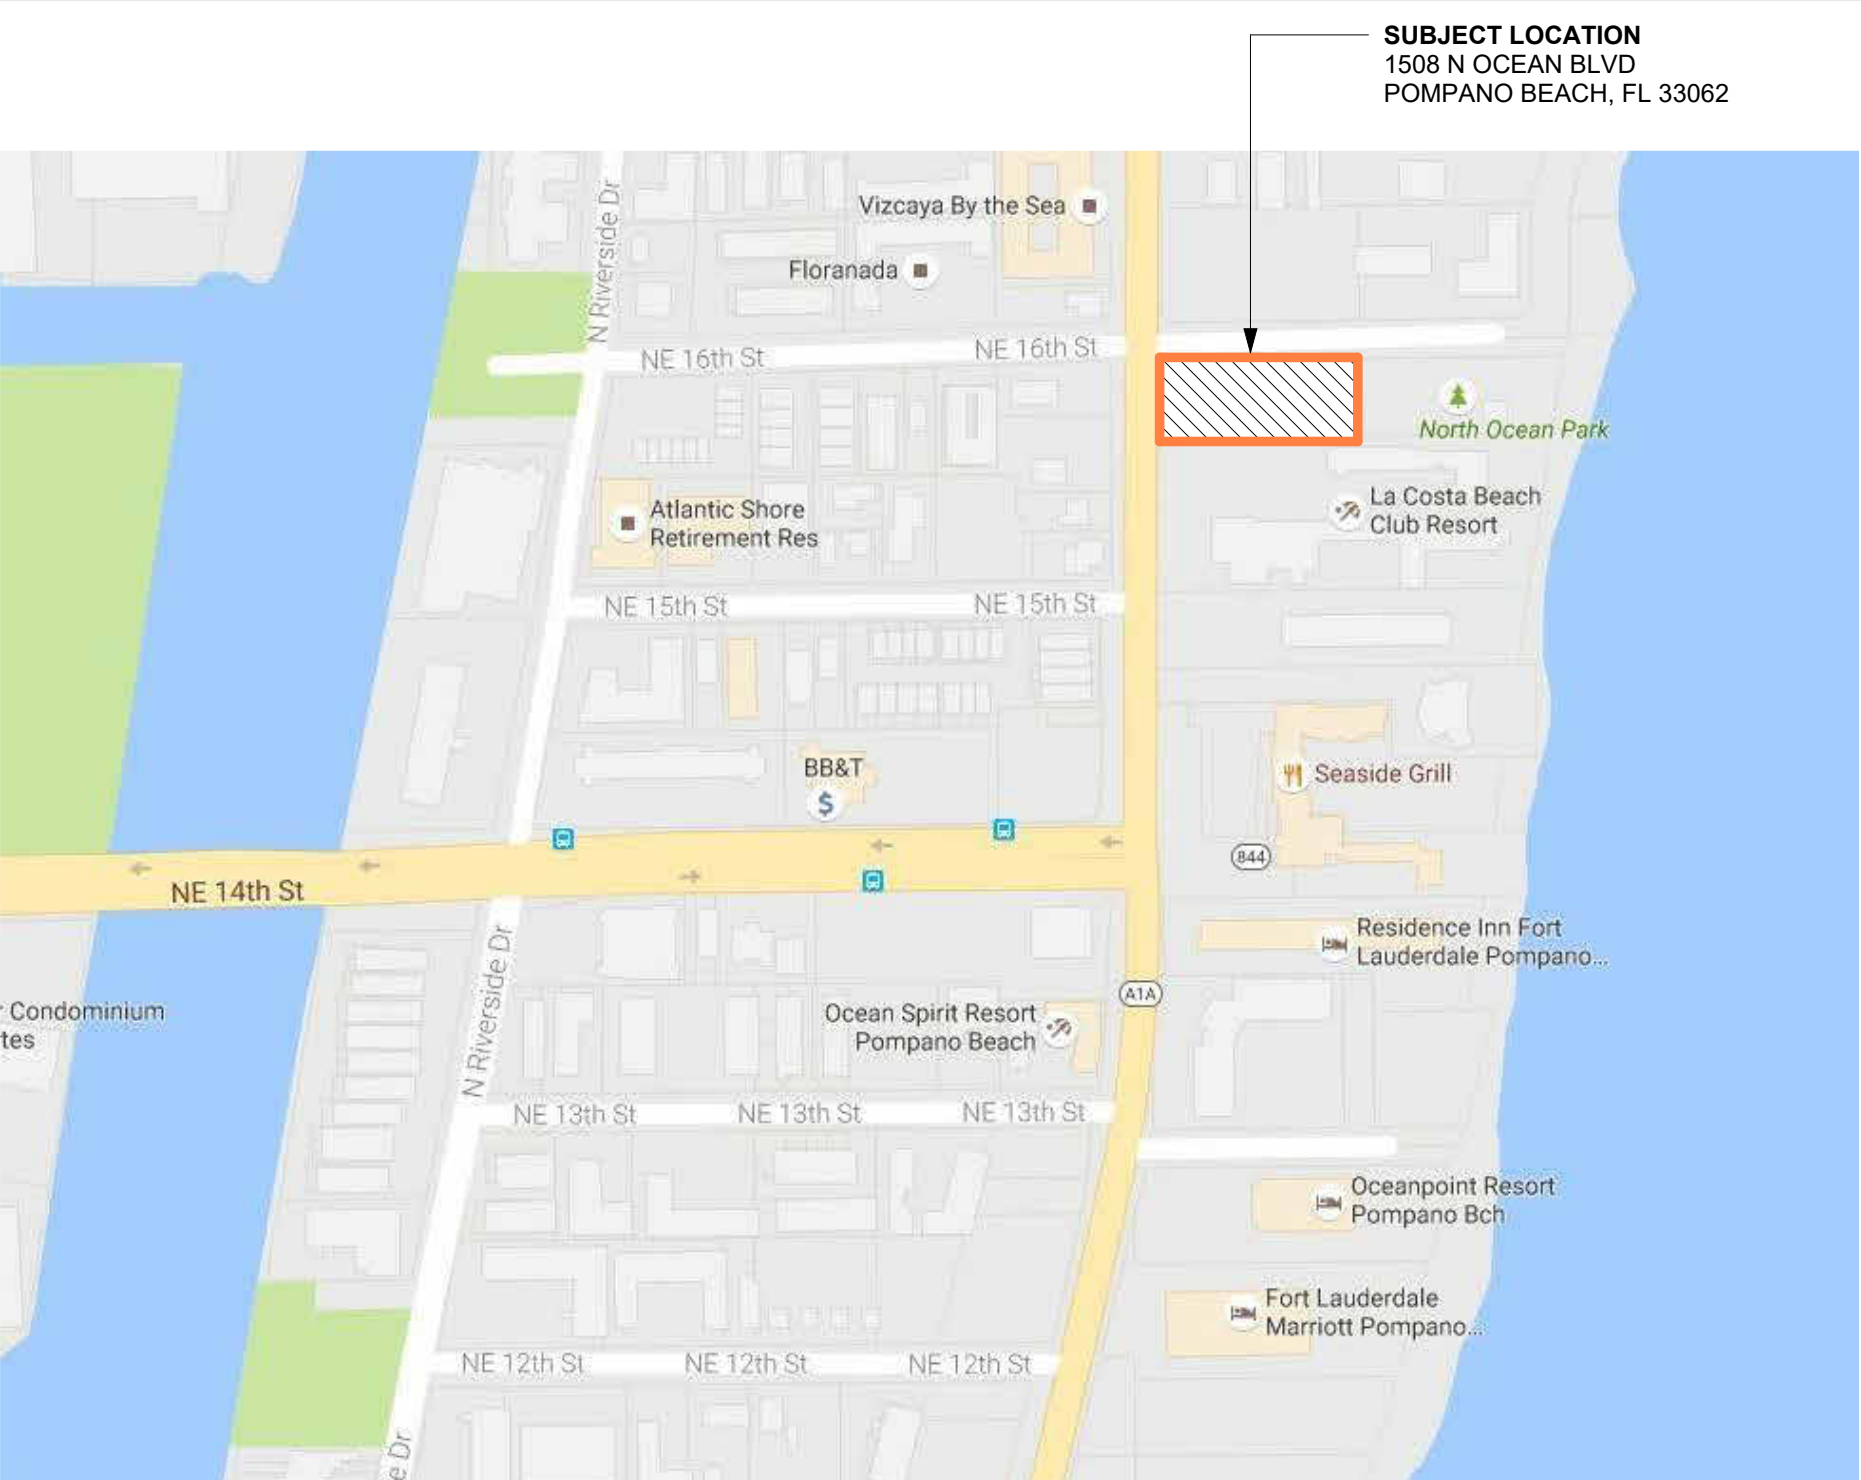 SUBJECT LOCATION
1508 N OCEAN BLVD
POMPANO BEACH, FL 33062
N Riverside Dr
Vizcaya By the Sea
Floranada
NE 16th St
NE 16th St
North Ocean Park
Atlantic Shore
Retirement Res
La Costa Beach
Club Resort
NE 15th St
NE 15th St
BB&T
$
Seaside Grill
844
NE 14th St
Residence Inn Fort
Lauderdale Pompano...
N Riverside Dr
A1A
Condominium
tes
Ocean Spirit Resort
Pompano Beach
NE 13th St
NE 13th St
NE 13th St
Oceanpoint Resort
Pompano Bch
Fort Lauderdale
Marriott Pompano...
NE 12th St
NE 12th St
NE 12th St
e Dr